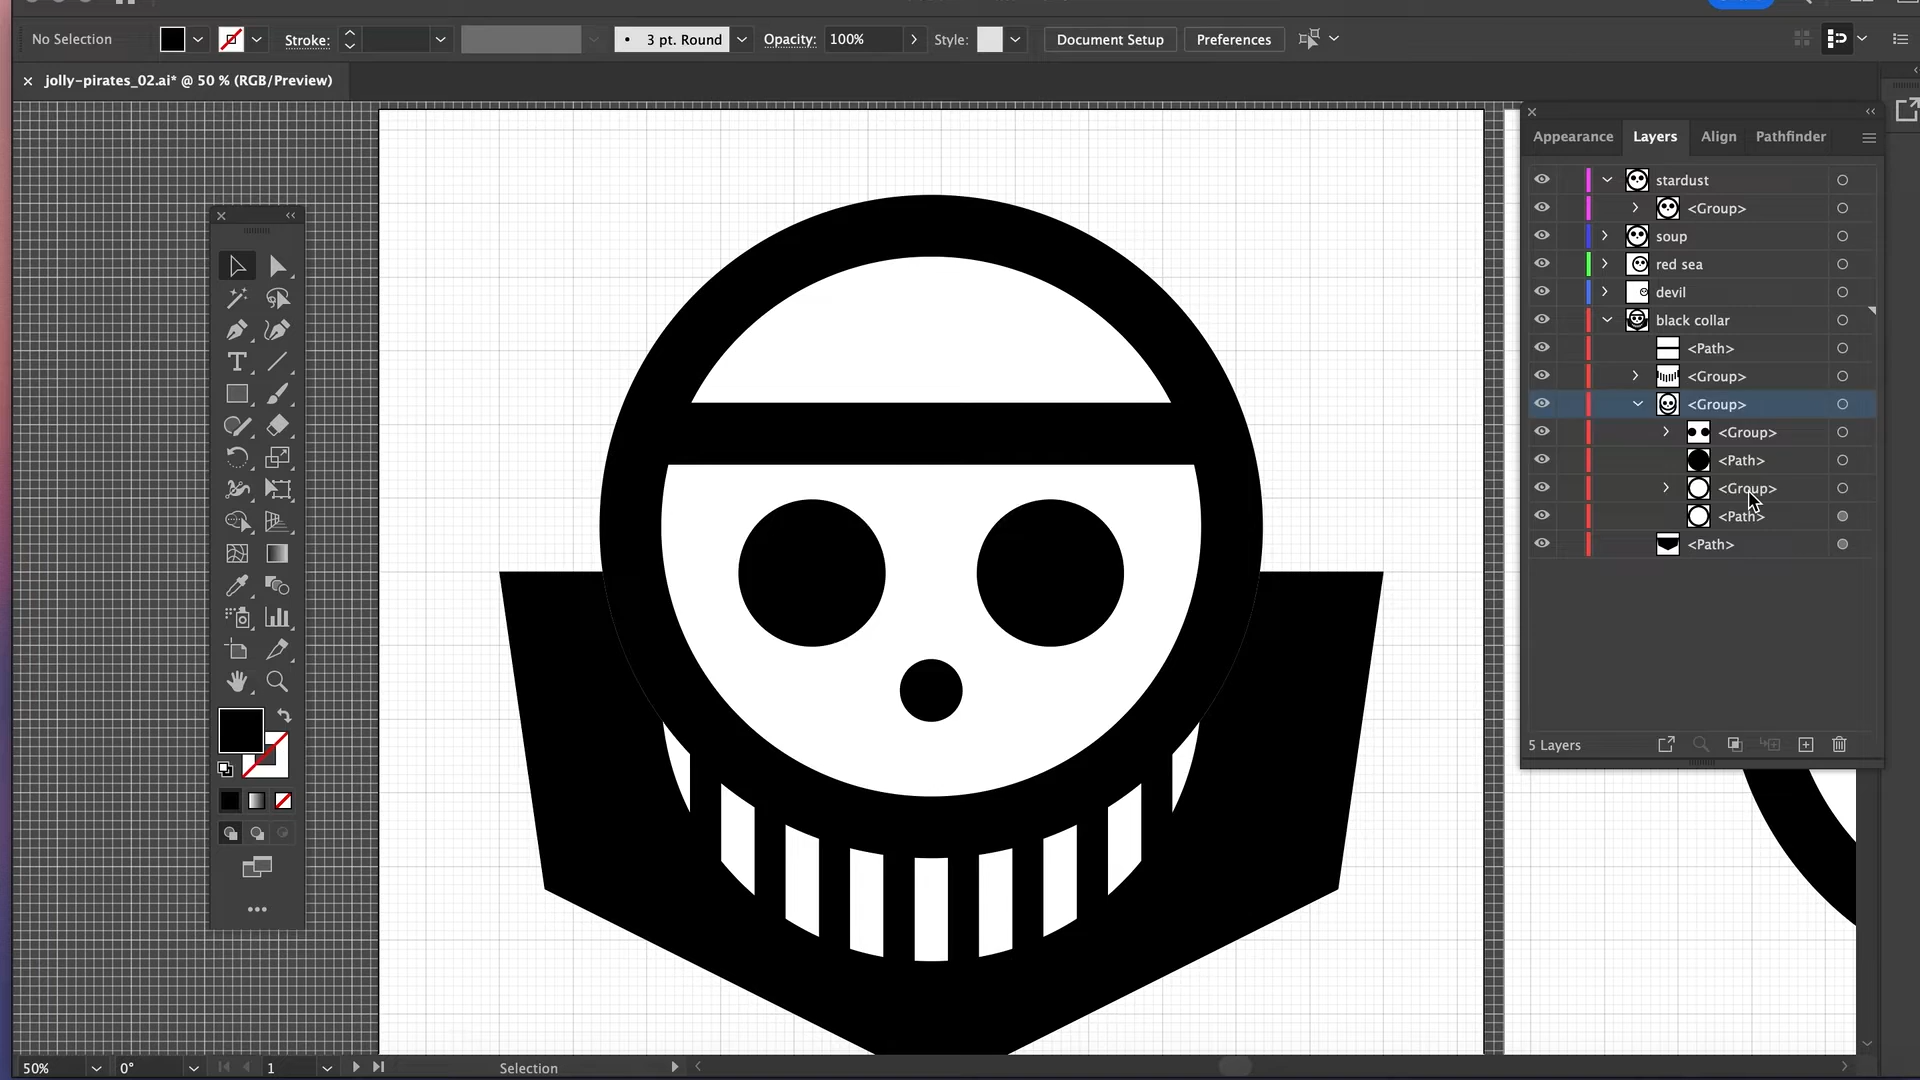 No Selection
Stroke:
3 pt. Round
Opacity:
100%
Style:
Document Setup
Preferences
jolly-pirates_02.ai* @ 50 % (RGB/Preview)
Appearance
Layers
Align
Pathfinder
stardust
<Group>
soup
red sea
devil
black collar
<Path>
<Group>
<Group>
<Group>
<Path>
<Group>
<Path>
<Path>
5 Layers
50%
0°
1
Selection